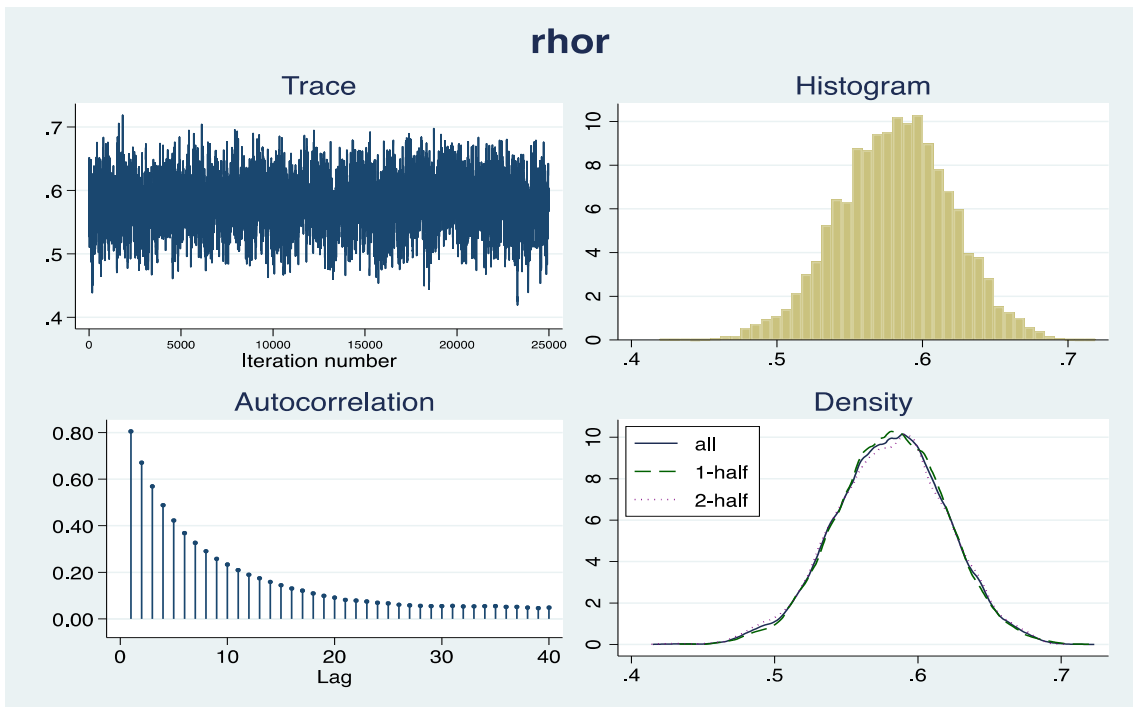 rhor
Trace
.7
.6
.5
.4
0 5000 10000 15000 20000 25000
Iteration number
Histogram
10
8
6
4
2
0
.4 .5 .6 .7
Autocorrelation
0.80
0.60
0.40
0.20
0.00
0 10 20 30 40
Lag
Density
all
1-half
2-half
10
8
6
4
2
0
.4 .5 .6 .7